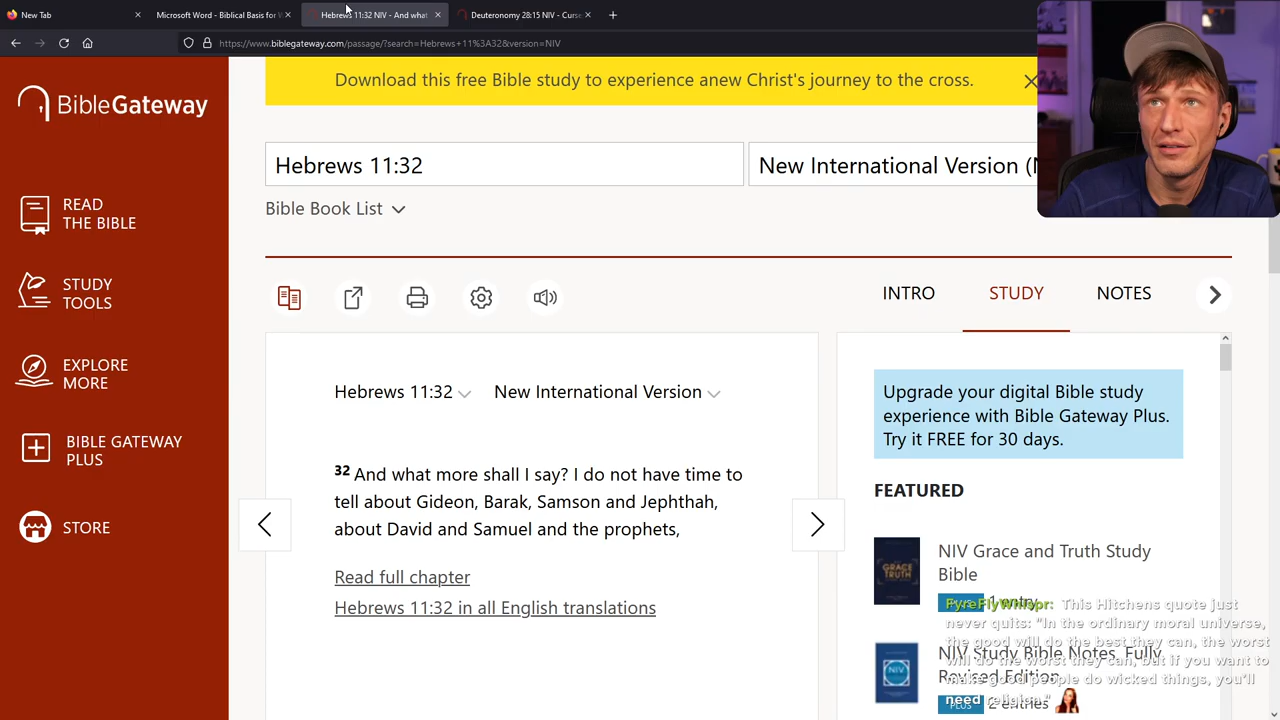 New Tab
Microsoft Word - Biblical Basis for W
Hebrews 11:32 NIV - And what
Deuteronomy 28:15 NIV - Curse
https://www.biblegateway.com/passage/?search=Hebrews+11%3A32&version=NIV
Download this free Bible study to experience anew Christ's journey to the cross.
BibleGateway
Hebrews 11:32
New International Version (
Bible Book List
READ
THE BIBLE
STUDY
TOOLS
EXPLORE
MORE
BIBLE GATEWAY
PLUS
STORE
INTRO
STUDY
NOTES
Hebrews 11:32
New International Version
32 And what more shall I say? I do not have time to
tell about Gideon, Barak, Samson and Jephthah,
about David and Samuel and the prophets,
Read full chapter
Hebrews 11:32 in all English translations
Upgrade your digital Bible study
experience with Bible Gateway Plus.
Try it FREE for 30 days.
FEATURED
NIV Grace and Truth Study
Bible
1 entry
NIV Study Bible Notes, Fully
Revised Edition
PLUS
2 entries
FyreFlyWhispr: This Hitchens quote just
never quits: "In the ordinary moral universe,
the good will do the best they can, the worst
will do the worst they can, but if you want to
make good people do wicked things, you'll
need religion."